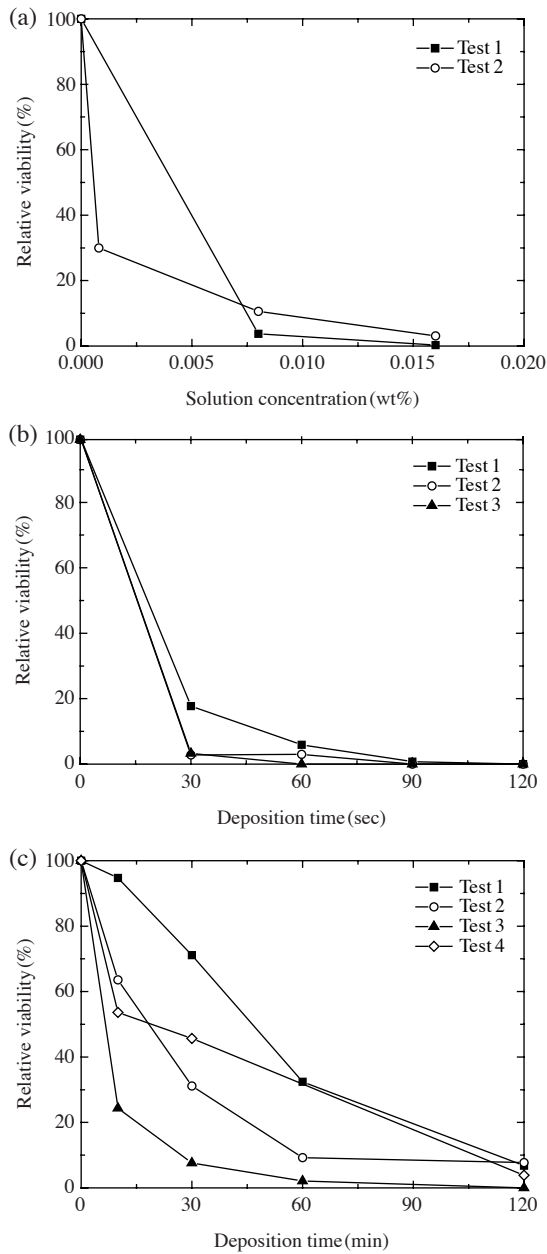 (a)
100
80
60
40
20
0
Relative viability (%)
Test 1
Test 2
0.000 0.005 0.010 0.015 0.020
Solution concentration (wt%)
(b)
100
80
60
40
20
0
Relative viability (%)
Test 1
Test 2
Test 3
0 30 60 90 120
Deposition time (sec)
(c)
100
80
60
40
20
0
Relative viability (%)
Test 1
Test 2
Test 3
Test 4
0 30 60 90 120
Deposition time (min)